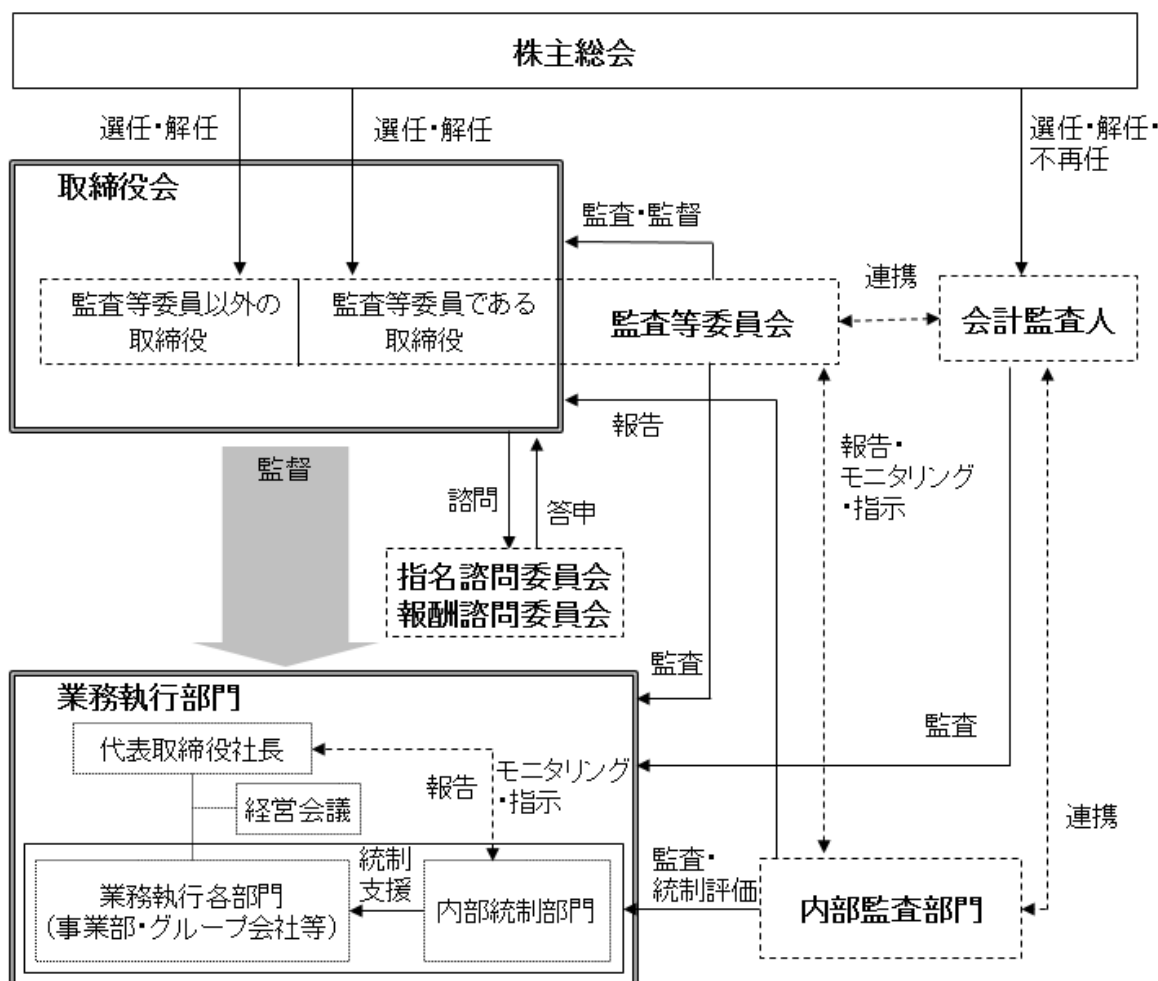 株主総会
選任・解任
選任・解任
選任・解任・
不再任
取締役会
監査・監督
連携
監査等委員以外の
取締役
監査等委員である
取締役
監査等委員会
会計監査人
報告
報告・
モニタリング
・指示
監督
諮問
答申
指名諮問委員会
報酬諮問委員会
監査
監査
業務執行部門
代表取締役社長
経営会議
報告
モニタリング
・指示
連携
統制
支援
監査・
統制評価
業務執行各部門
（事業部・グループ会社等）
内部統制部門
内部監査部門